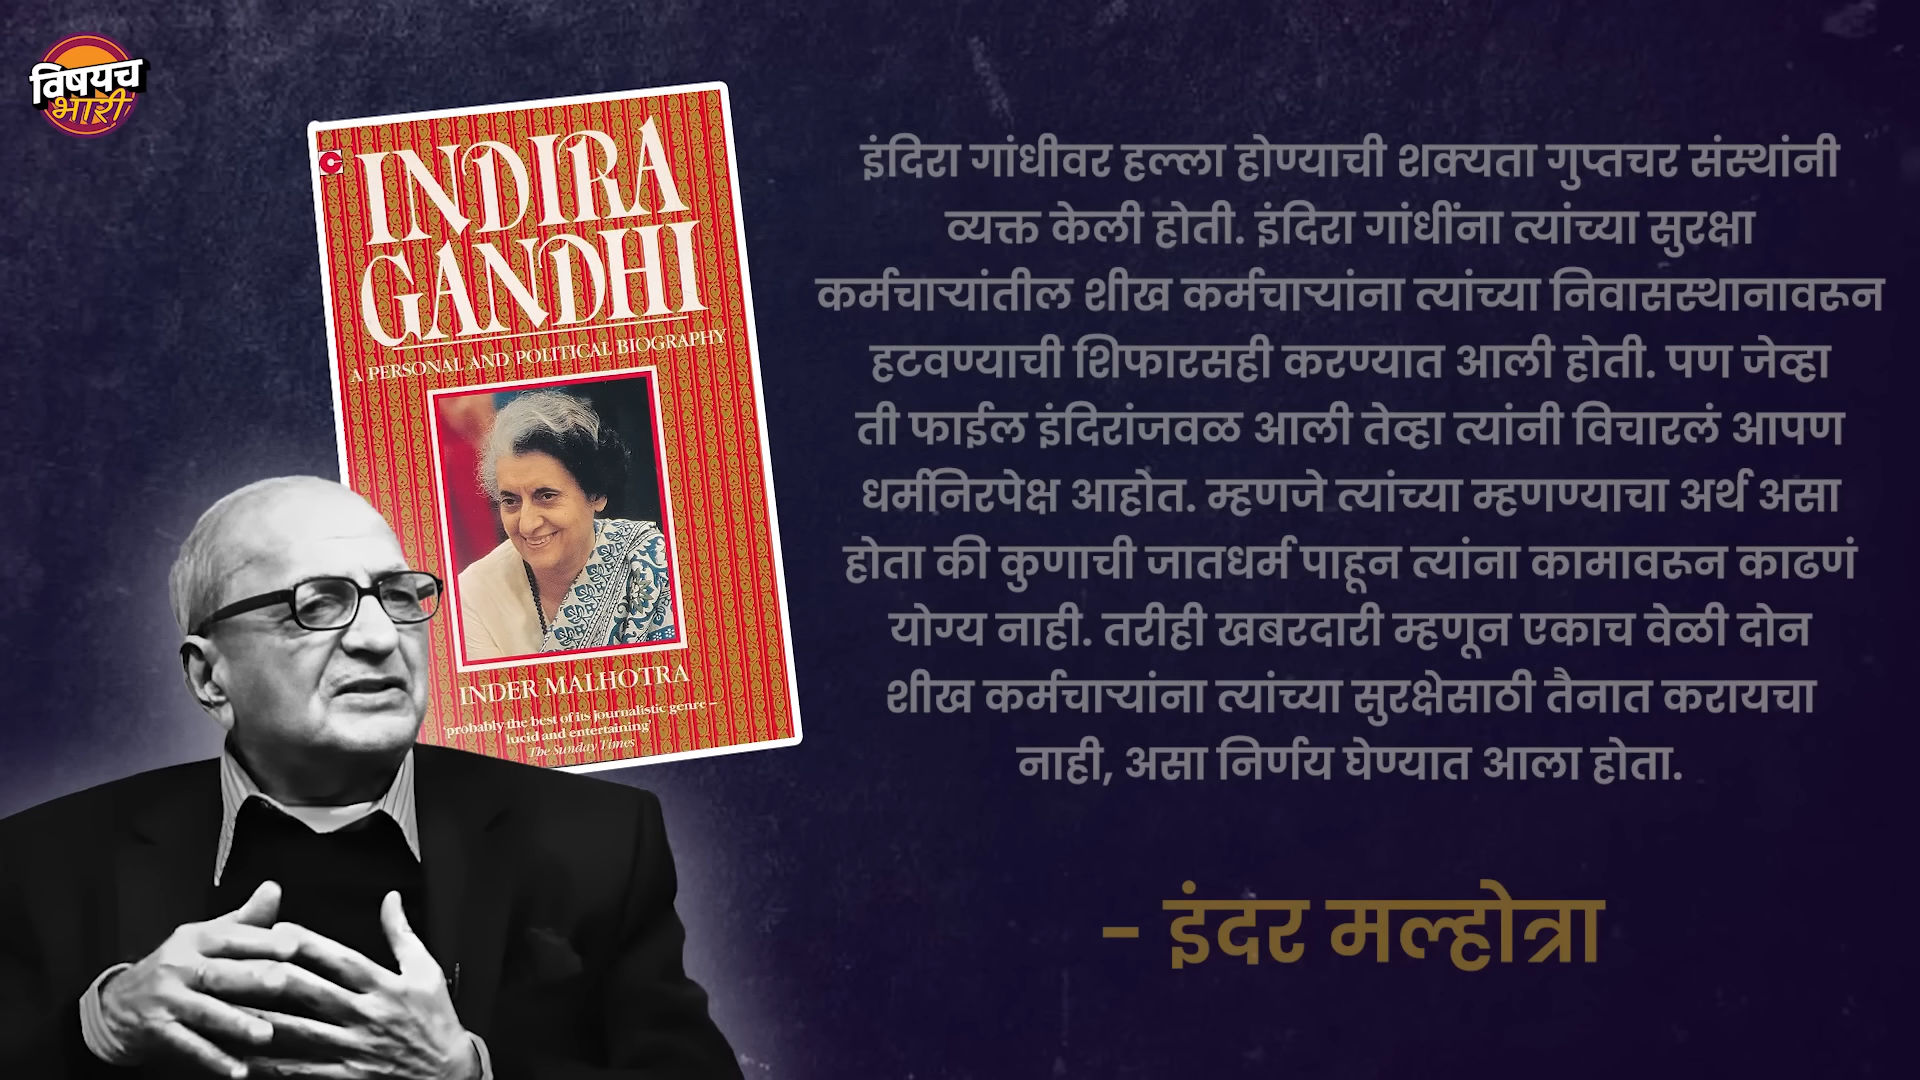 विषयच
भारी
INDIRA
GANDHI
A PERSONAL AND POLITICAL BIOGRAPHY
INDER MALHOTRA
'probably the best of its journalistic genre –
lucid and entertaining'
The Sunday Times
इंदिरा गांधीवर हल्ला होण्याची शक्यता गुप्तचर संस्थांनी
व्यक्त केली होती. इंदिरा गांधींना त्यांच्या सुरक्षा
कर्मचाऱ्यांतील शीख कर्मचाऱ्यांना त्यांच्या निवासस्थानावरून
हटवण्याची शिफारसही करण्यात आली होती. पण जेव्हा
ती फाईल इंदिरांजवळ आली तेव्हा त्यांनी विचारलं आपण
धर्मनिरपेक्ष आहोत. म्हणजे त्यांच्या म्हणण्याचा अर्थ असा
होता की कुणाची जातधर्म पाहून त्यांना कामावरून काढणं
योग्य नाही. तरीही खबरदारी म्हणून एकाच वेळी दोन
शीख कर्मचाऱ्यांना त्यांच्या सुरक्षेसाठी तैनात करायचा
नाही, असा निर्णय घेण्यात आला होता.
- इंदर मल्होत्रा